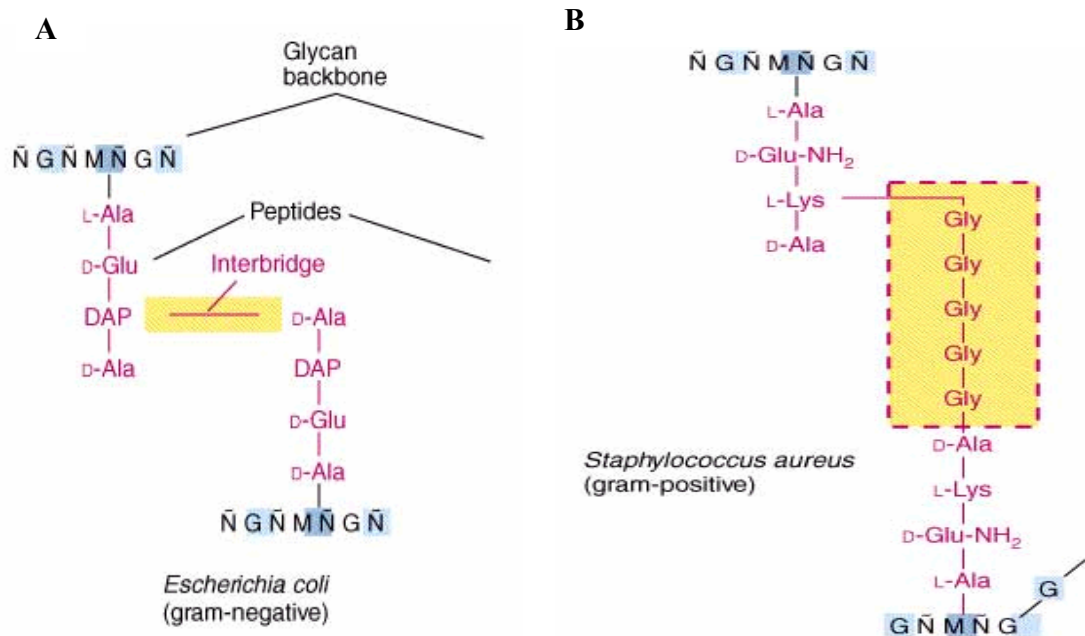 A
Glycan
backbone
N̄ G N̄ M N̄ G N̄
L-Ala
D-Glu
DAP
D-Ala
Peptides
Interbridge
D-Ala
DAP
D-Glu
D-Ala
N̄ G N̄ M N̄ G N̄
Escherichia coli
(gram-negative)
B
N̄ G N̄ M N̄ G N̄
L-Ala
D-Glu-NH₂
L-Lys
D-Ala
Gly
Gly
Gly
Gly
Gly
D-Ala
L-Lys
D-Glu-NH₂
L-Ala
G
G N̄ M N̄ G
Staphylococcus aureus
(gram-positive)